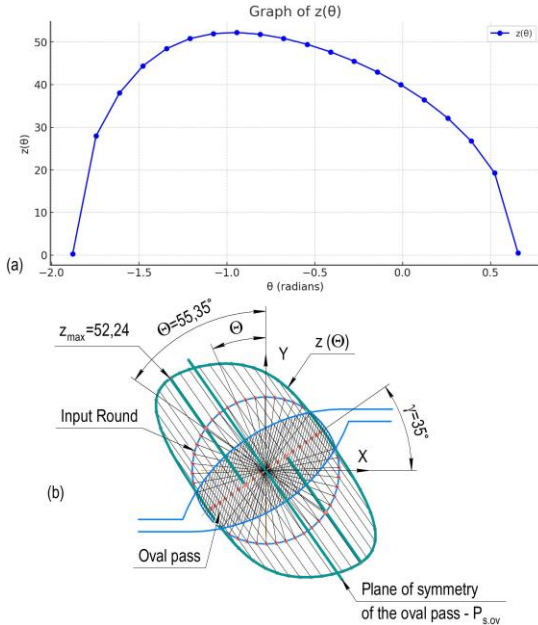 Graph of z(θ)
z(θ)
50
40
30
20
10
0
z(θ)
−2.0
−1.5
−1.0
−0.5
0.0
0.5
θ (radians)
(a)
Θ=55,35°
Θ
zmax=52,24
Y
z (Θ)
Input Round
γ=35°
X
(b)
Oval pass
Plane of symmetry
of the oval pass - Ps.ov